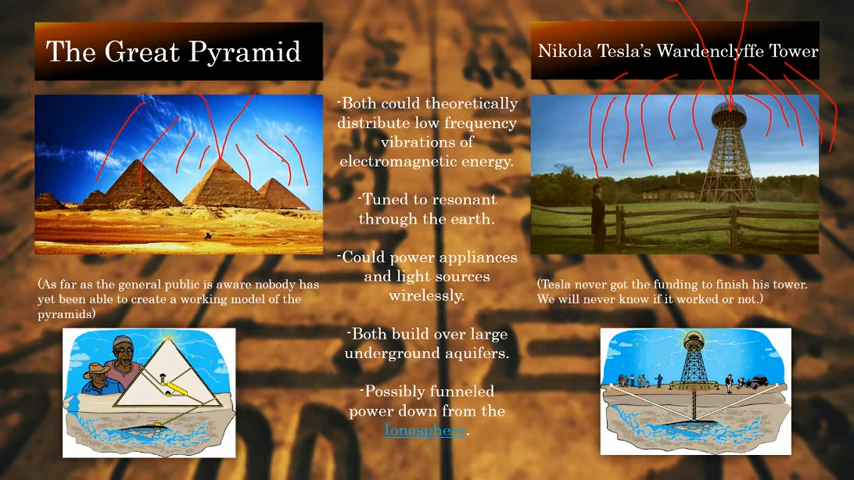 The Great Pyramid
Nikola Tesla's Wardenclyffe Tower
-Both could theoretically
distribute low frequency
vibrations of
electromagnetic energy.
-Tuned to resonant
through the earth.
-Could power appliances
and light sources
wirelessly.
-Both build over large
underground aquifers.
-Possibly funneled
power down from the
Ionosphere.
(As far as the general public is aware nobody has
yet been able to create a working model of the
pyramids)
(Tesla never got the funding to finish his tower.
We will never know if it worked or not.)